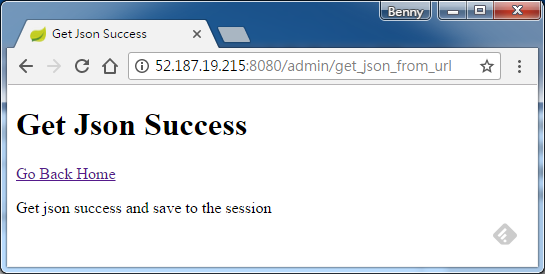 Benny
Get Json Success
52.187.19.215:8080/admin/get_json_from_url
Get Json Success
Go Back Home
Get json success and save to the session